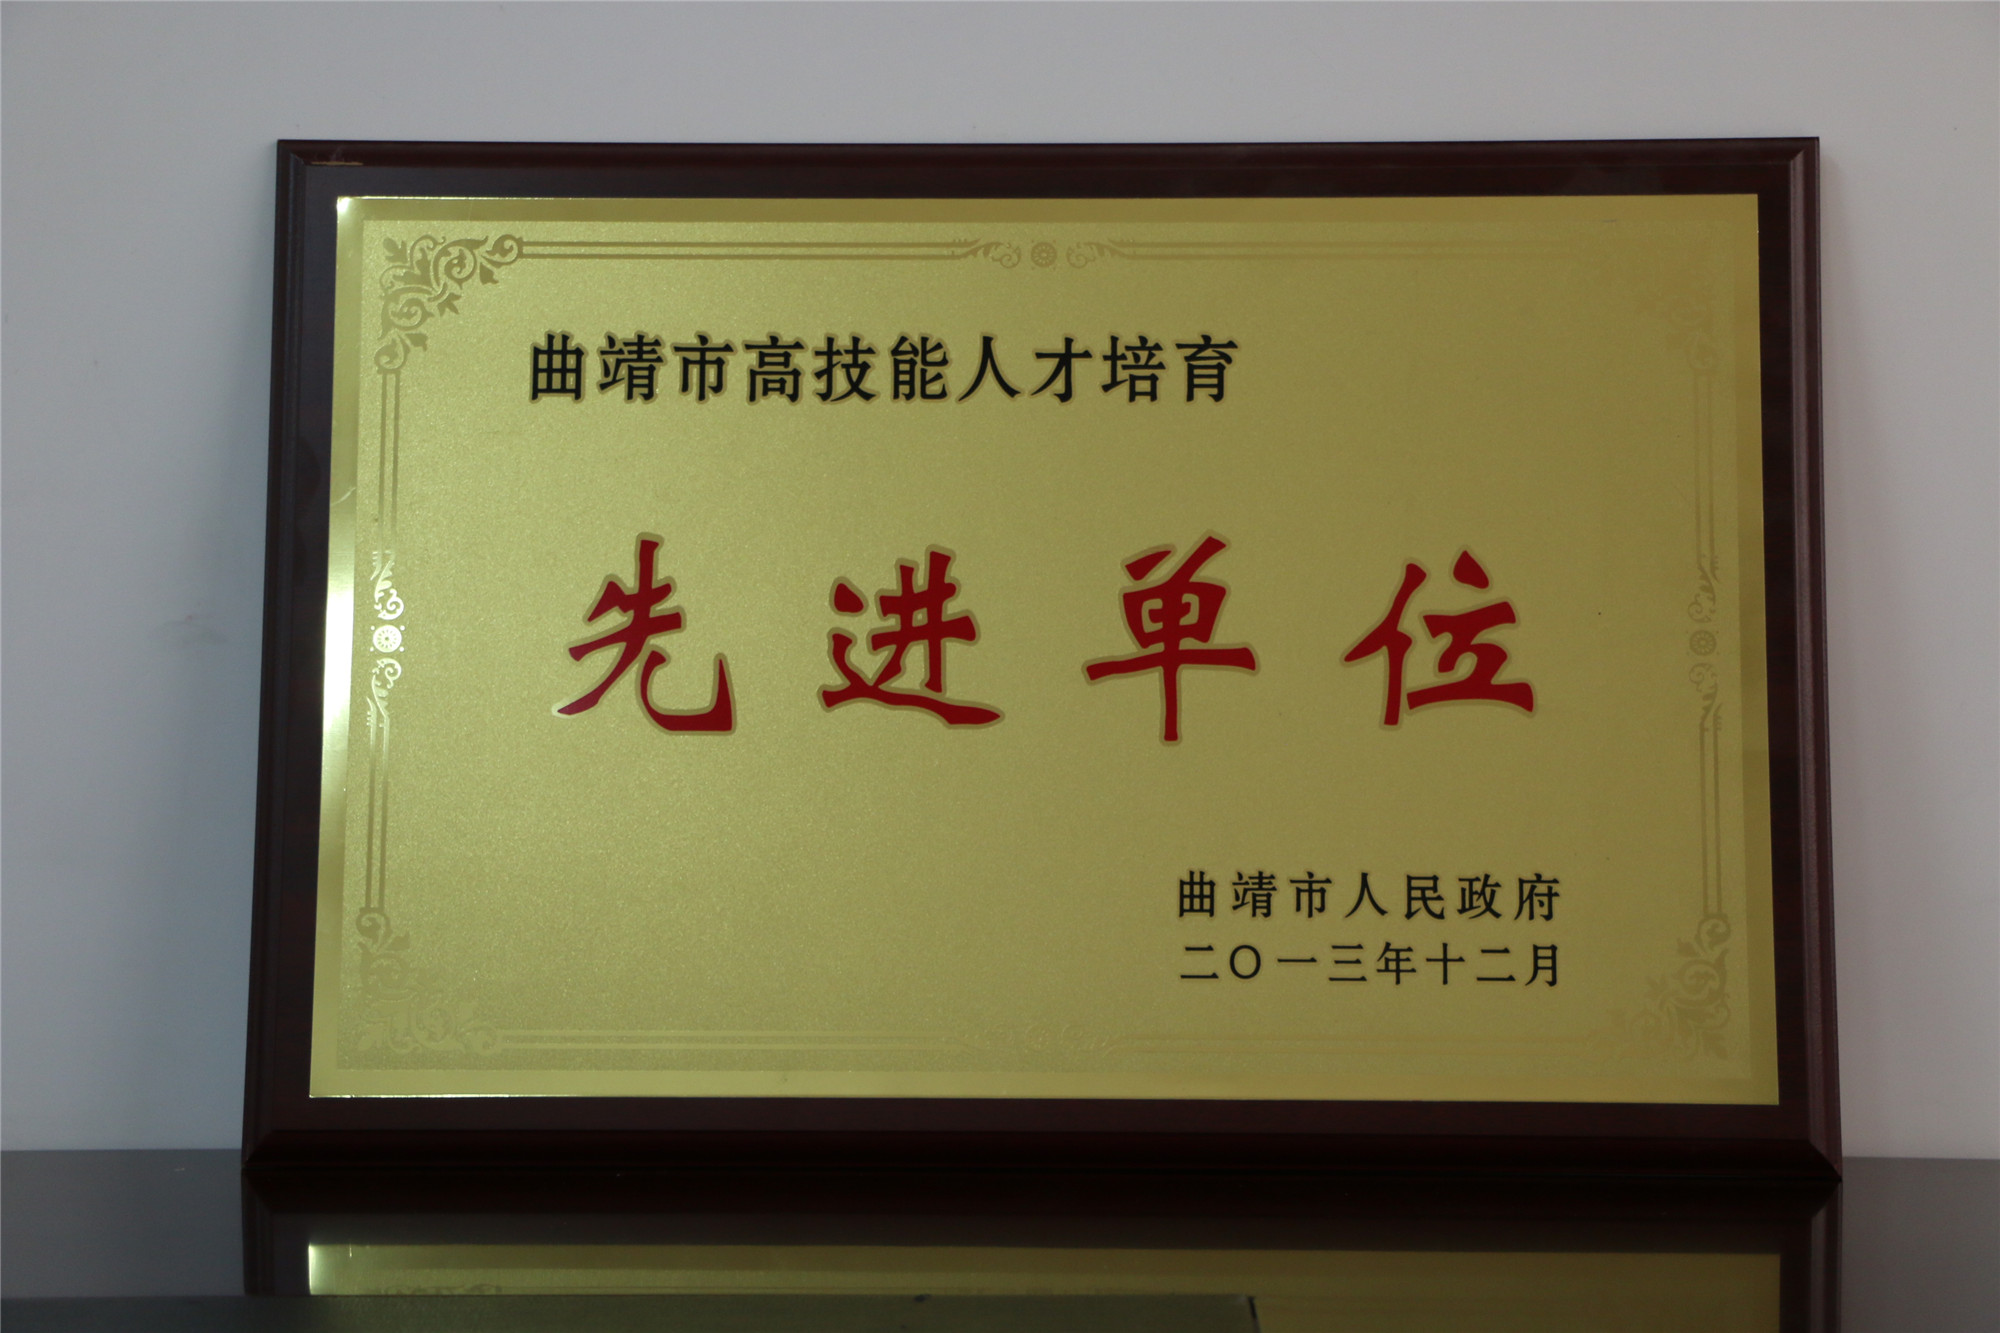 曲靖市高技能人才培育
先进单位
曲靖市人民政府
二〇一三年十二月